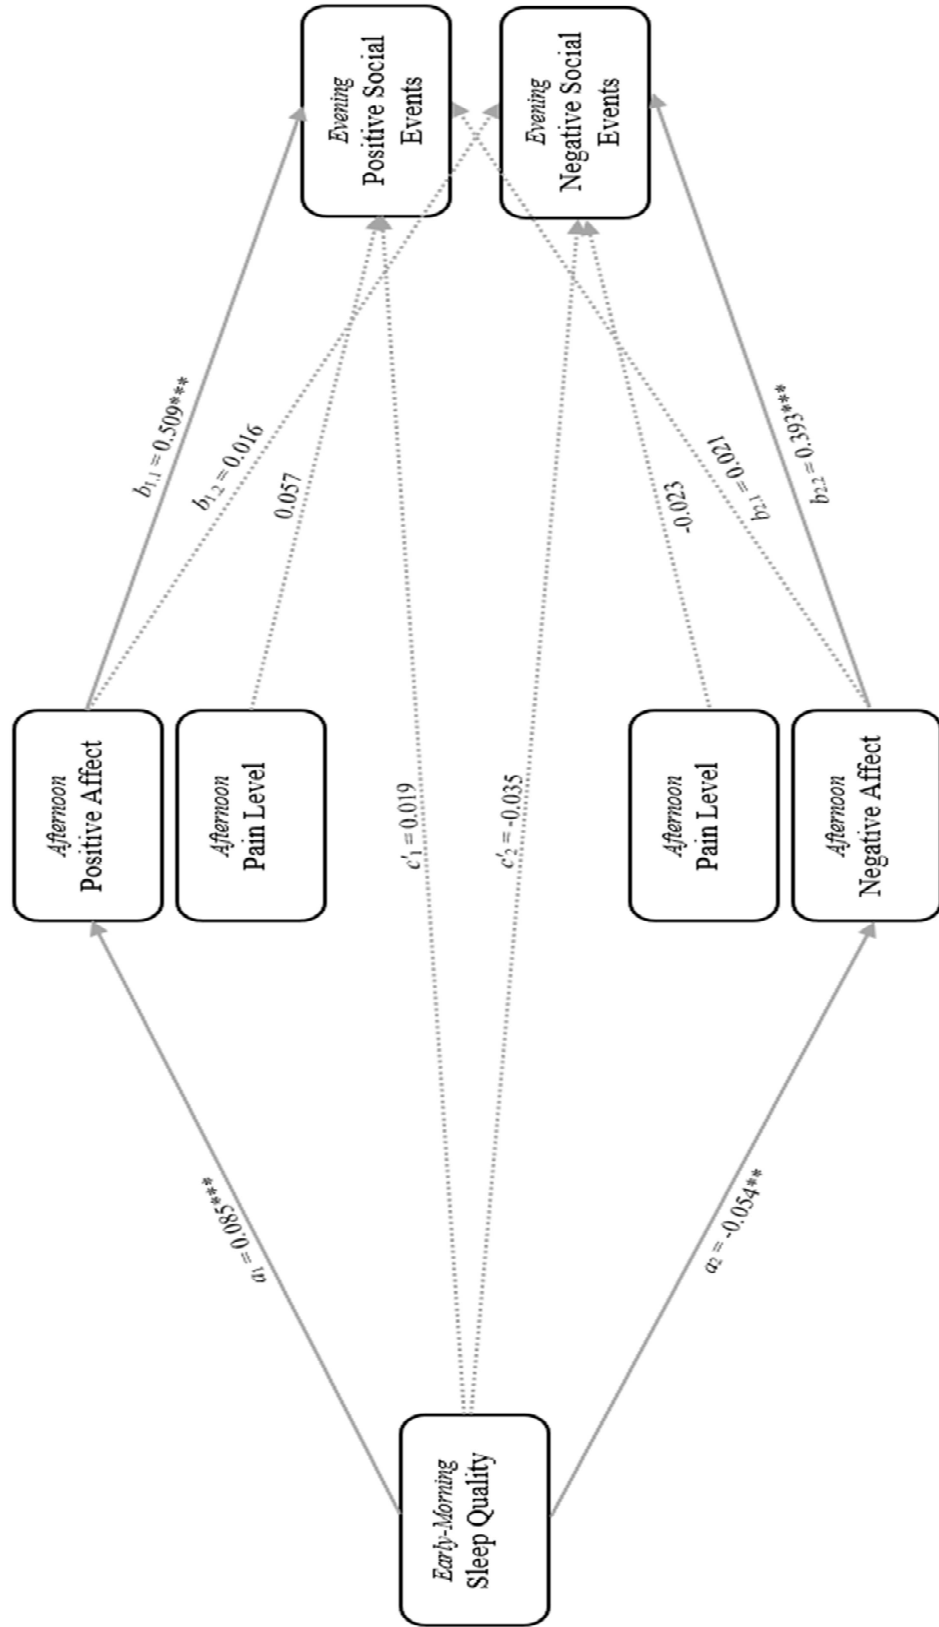 Early-Morning
Sleep Quality
a₁ = 0.085***
a₂ = -0.054**
Afternoon
Positive Affect
Afternoon
Pain Level
c'₁ = 0.019
c'₂ = -0.035
Afternoon
Pain Level
Afternoon
Negative Affect
b₁,₁ = 0.509***
b₁,₂ = 0.016
0.057
-0.023
b₂,₁ = 0.021
b₂,₂ = 0.393***
Evening
Positive Social
Events
Evening
Negative Social
Events